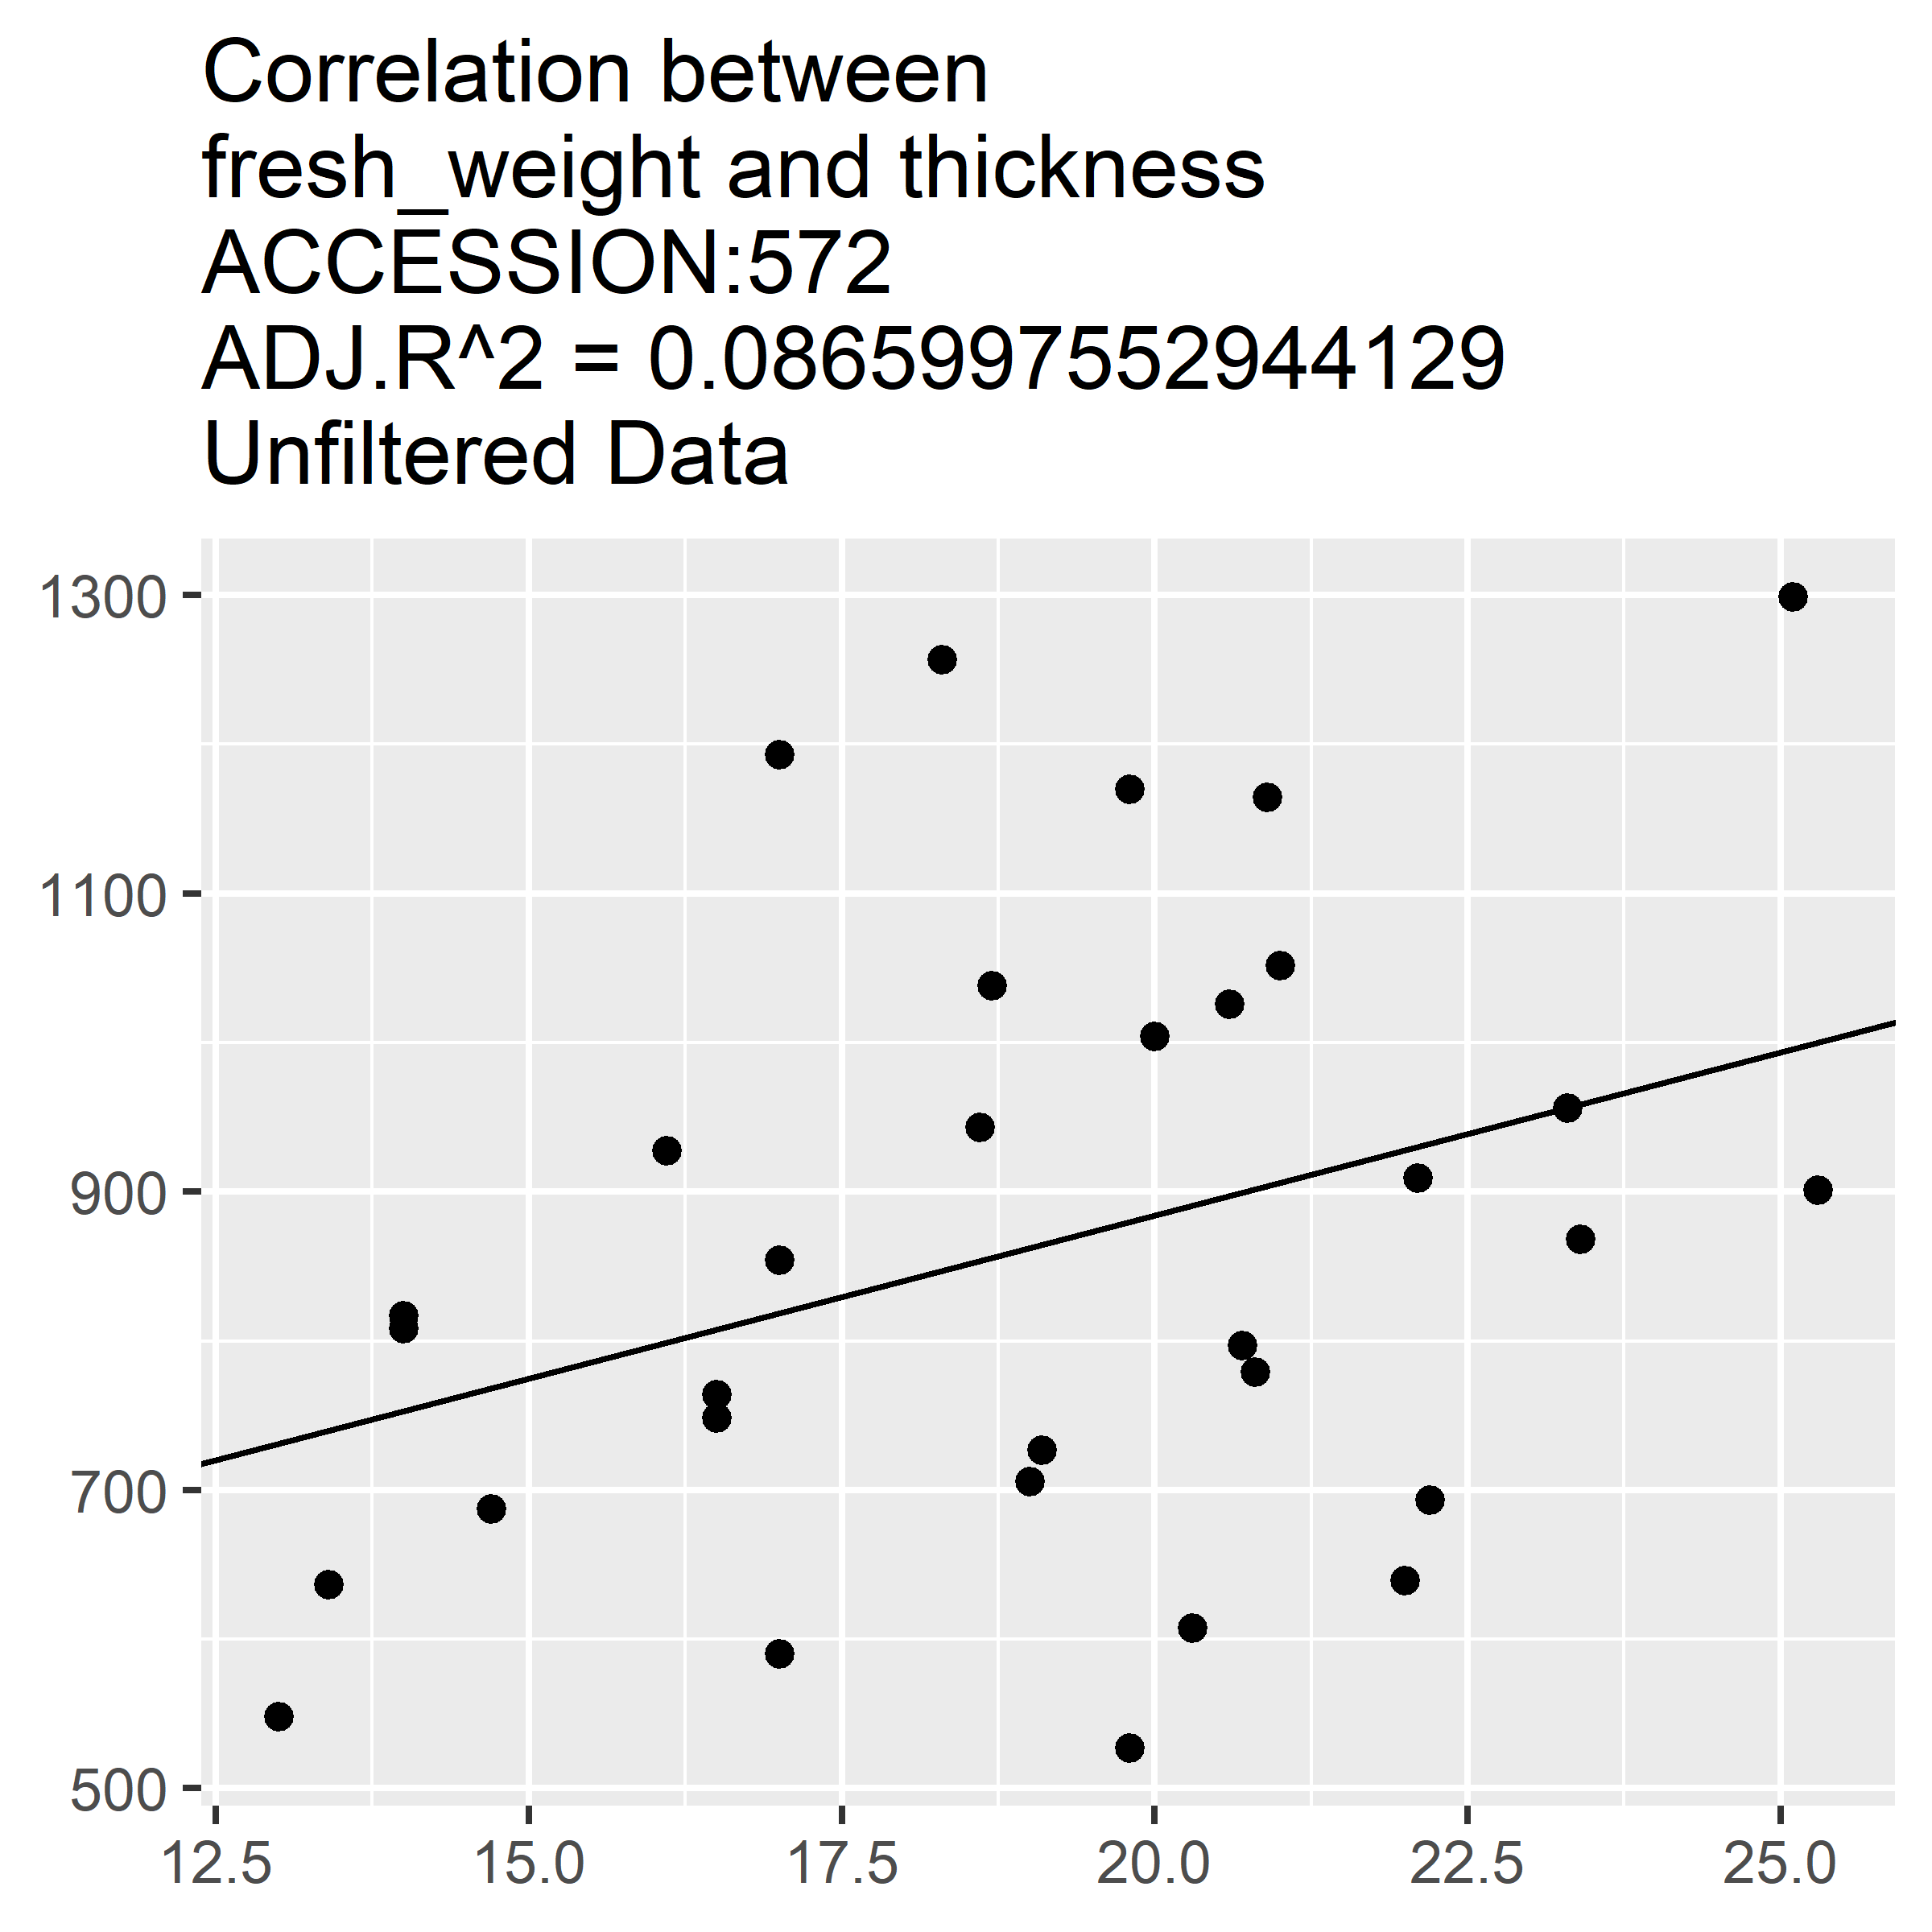 Correlation between
fresh_weight and thickness
ACCESSION:572
ADJ.R^2 = 0.0865997552944129
Unfiltered Data
1300
1100
900
700
500
12.5 15.0 17.5 20.0 22.5 25.0